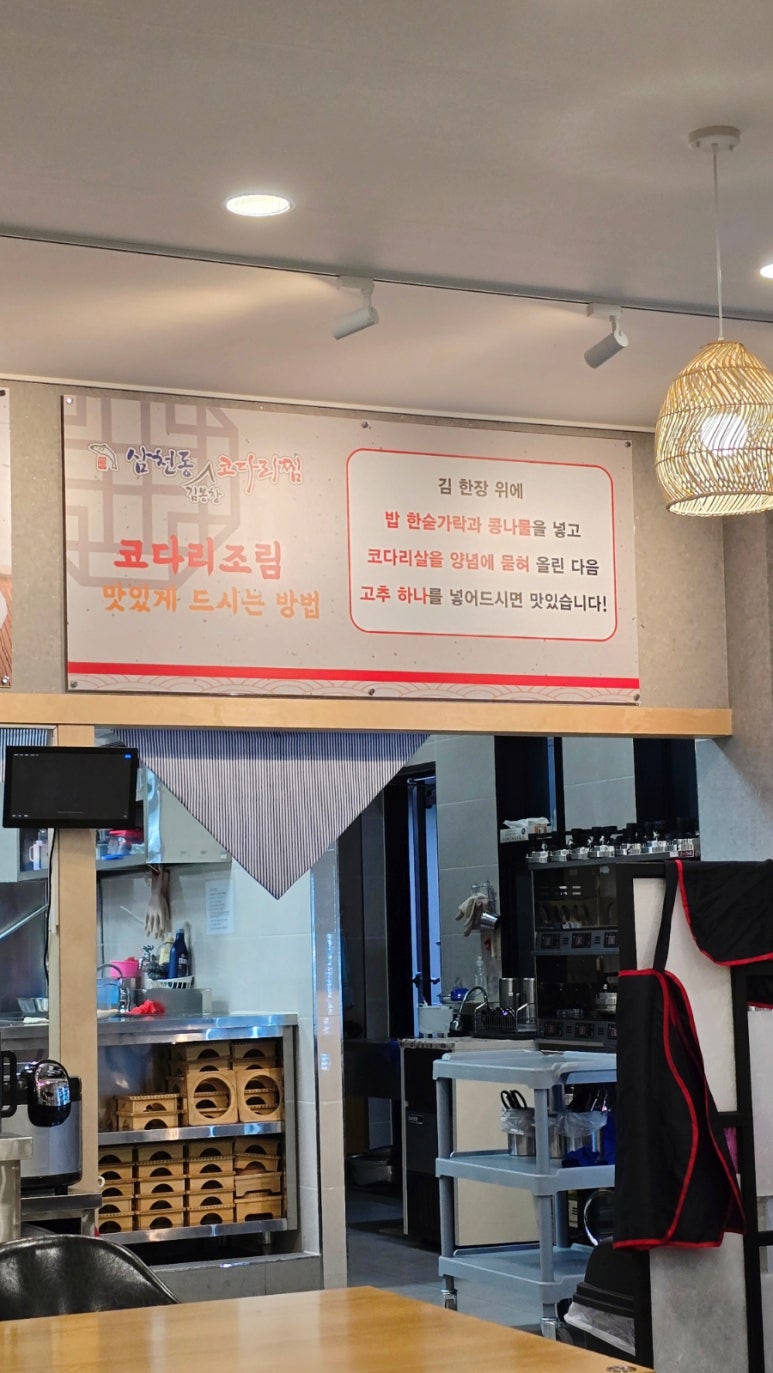 삼천동 코다리찜
김봉창
코다리조림
맛있게 드시는 방법
김 한장 위에
밥 한숟가락과 콩나물을 넣고
코다리살을 양념에 묻혀 올린 다음
고추 하나를 넣어드시면 맛있습니다!